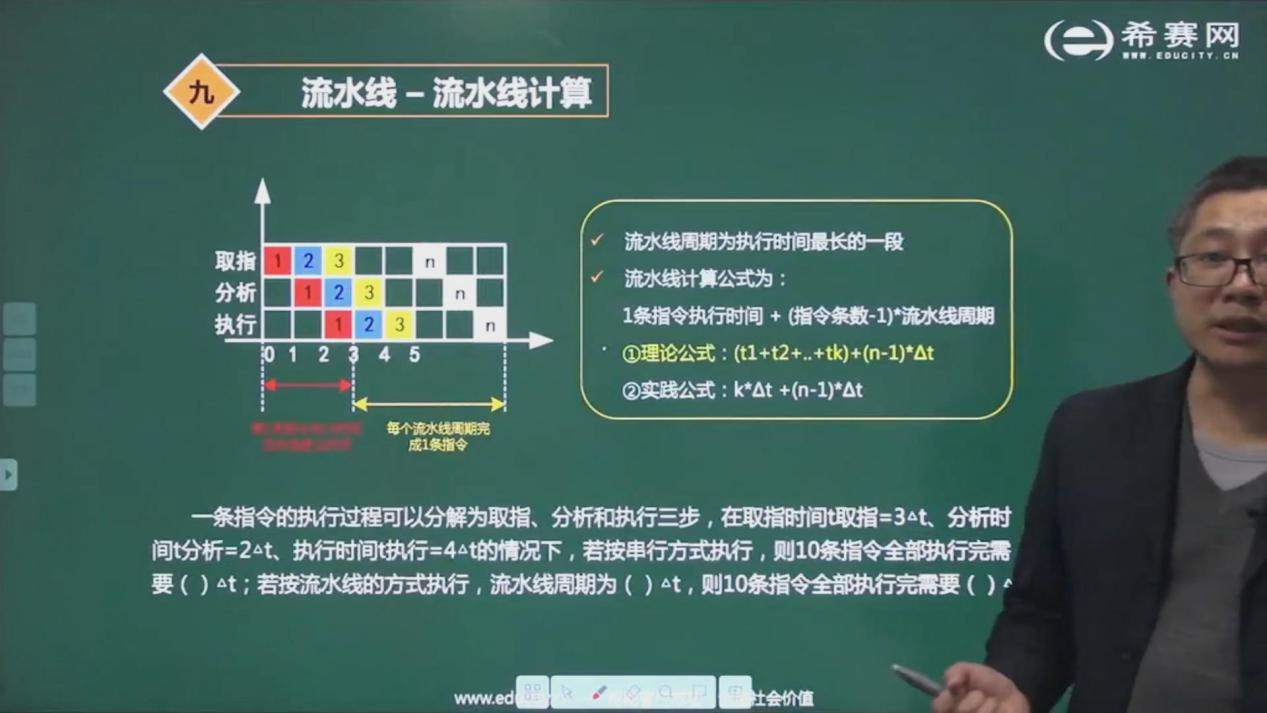 希赛网
WWW.EDUCITY.CN
九
流水线 – 流水线计算
取指 1 2 3 n
分析 1 2 3 n
执行 1 2 3 n
0 1 2 3 4 5
每个流水线周期完
成1条指令
✓ 流水线周期为执行时间最长的一段
✓ 流水线计算公式为：
1条指令执行时间 + (指令条数-1)*流水线周期
①理论公式：(t1+t2+..+tk)+(n-1)*Δt
②实践公式：k*Δt +(n-1)*Δt
一条指令的执行过程可以分解为取指、分析和执行三步，在取指时间t取指=3△t、分析时
间t分析=2△t、执行时间t执行=4△t的情况下，若按串行方式执行，则10条指令全部执行完需
要（ ）△t；若按流水线的方式执行，流水线周期为（ ）△t，则10条指令全部执行完需要（ ）
www.edu
社会价值